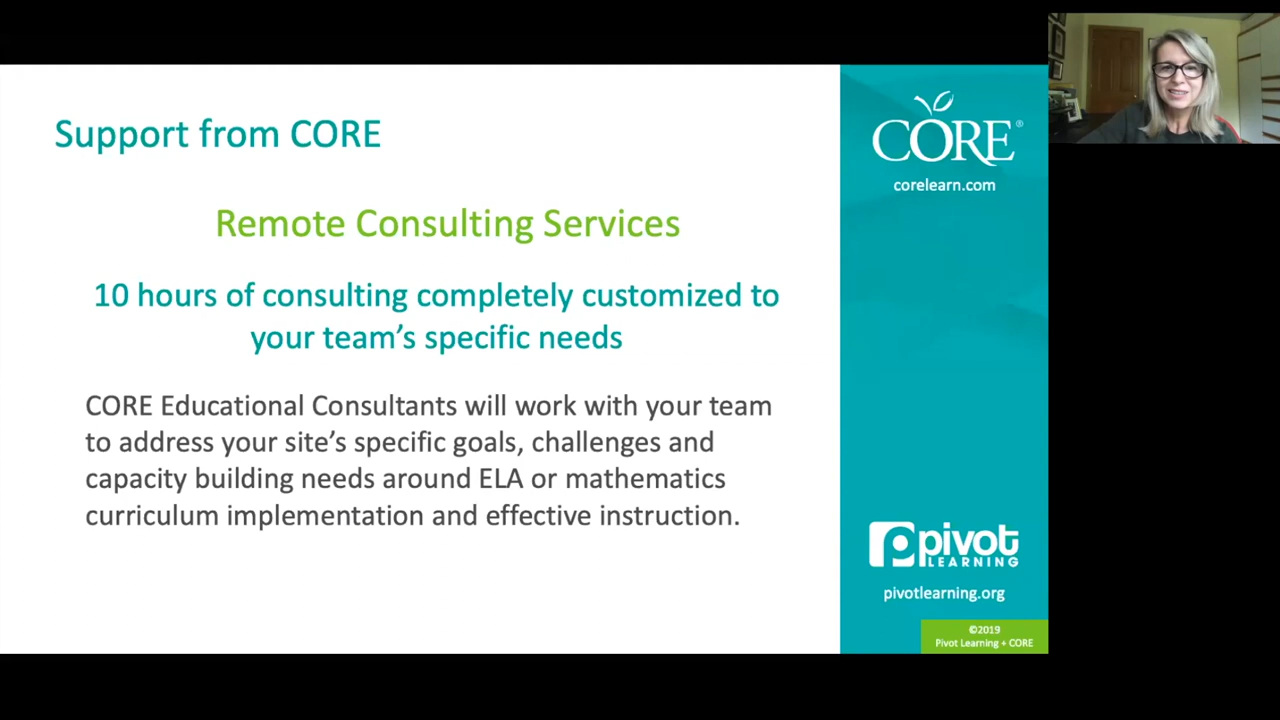 Support from CORE
Remote Consulting Services
10 hours of consulting completely customized to
your team's specific needs
CORE Educational Consultants will work with your team
to address your site's specific goals, challenges and
capacity building needs around ELA or mathematics
curriculum implementation and effective instruction.
CORE®
corelearn.com
pivot
LEARNING
pivotlearning.org
©2019
Pivot Learning + CORE